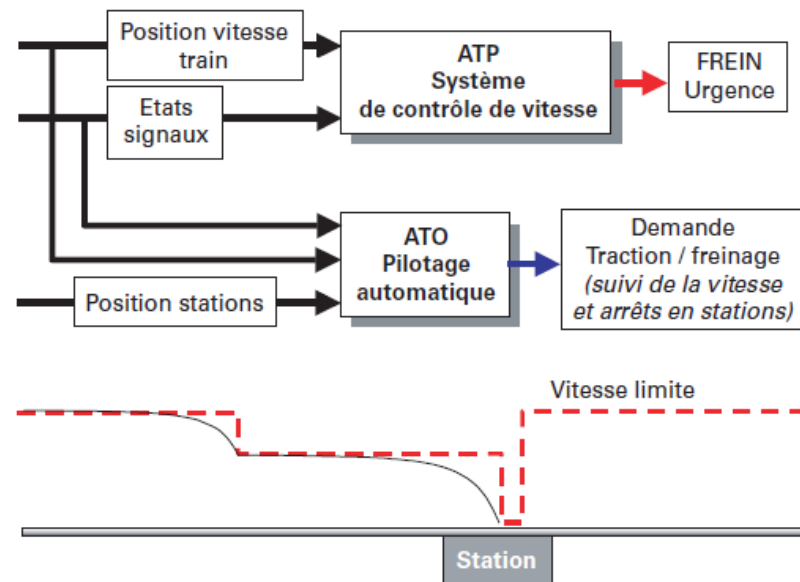 Position vitesse
train
ATP
Système
de contrôle de vitesse
FREIN
Urgence
Etats
signaux
ATO
Pilotage
automatique
Demande
Traction / freinage
(suivi de la vitesse
et arrêts en stations)
Position stations
Vitesse limite
Station